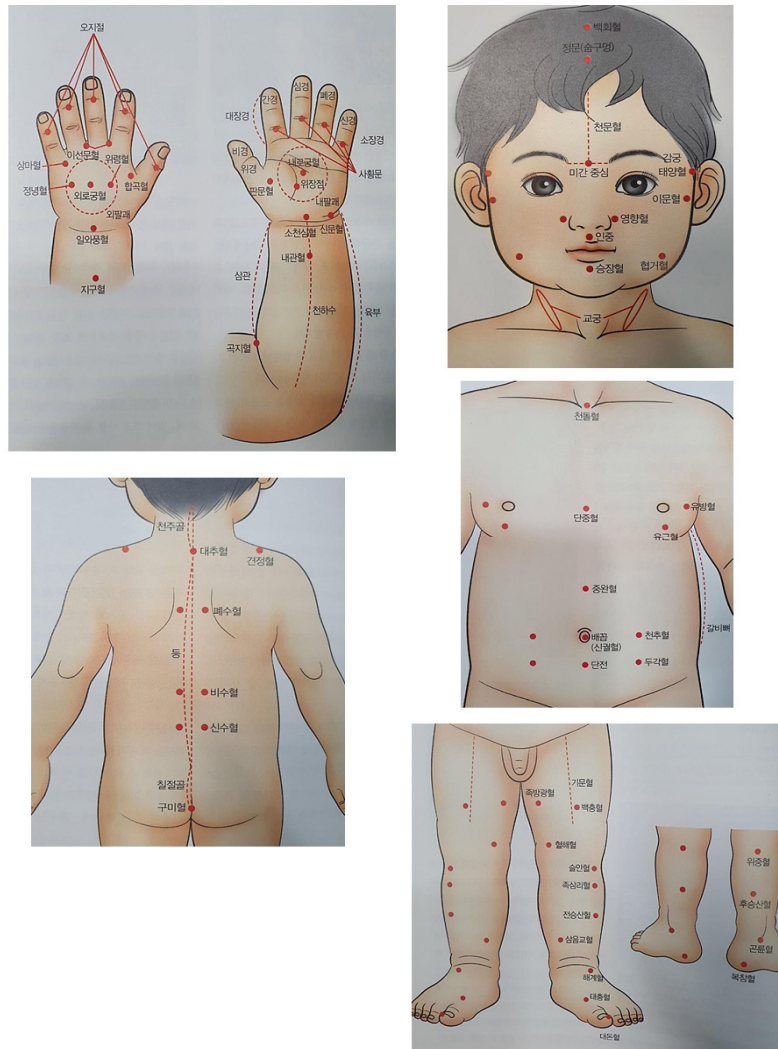 오지절
이선문혈
위령혈
상마혈
정녕혈
외로궁혈
합곡혈
외팔괘
일와풍혈
지구혈
심경
간경
폐경
신경
대장경
소장경
비경
위경
내로궁혈
사횡문
판문혈
위장점
내팔괘
소천심혈
신문혈
내관혈
삼관
천하수
육부
곡지혈
백회혈
정문(숨구멍)
천문혈
미간 중심
감궁
태양혈
이문혈
영향혈
인중
승장혈
협거혈
교궁
천돌혈
단중혈
유방혈
유근혈
중완혈
갈비뼈
배꼽
(신궐혈)
천추혈
단전
두각혈
천주골
대추혈
견정혈
폐수혈
등
비수혈
신수혈
칠절골
구미혈
기문혈
족방광혈
백충혈
혈해혈
슬안혈
족삼리혈
전승산혈
삼음교혈
해계혈
태충혈
대돈혈
위중혈
후승산혈
곤륜혈
복참혈